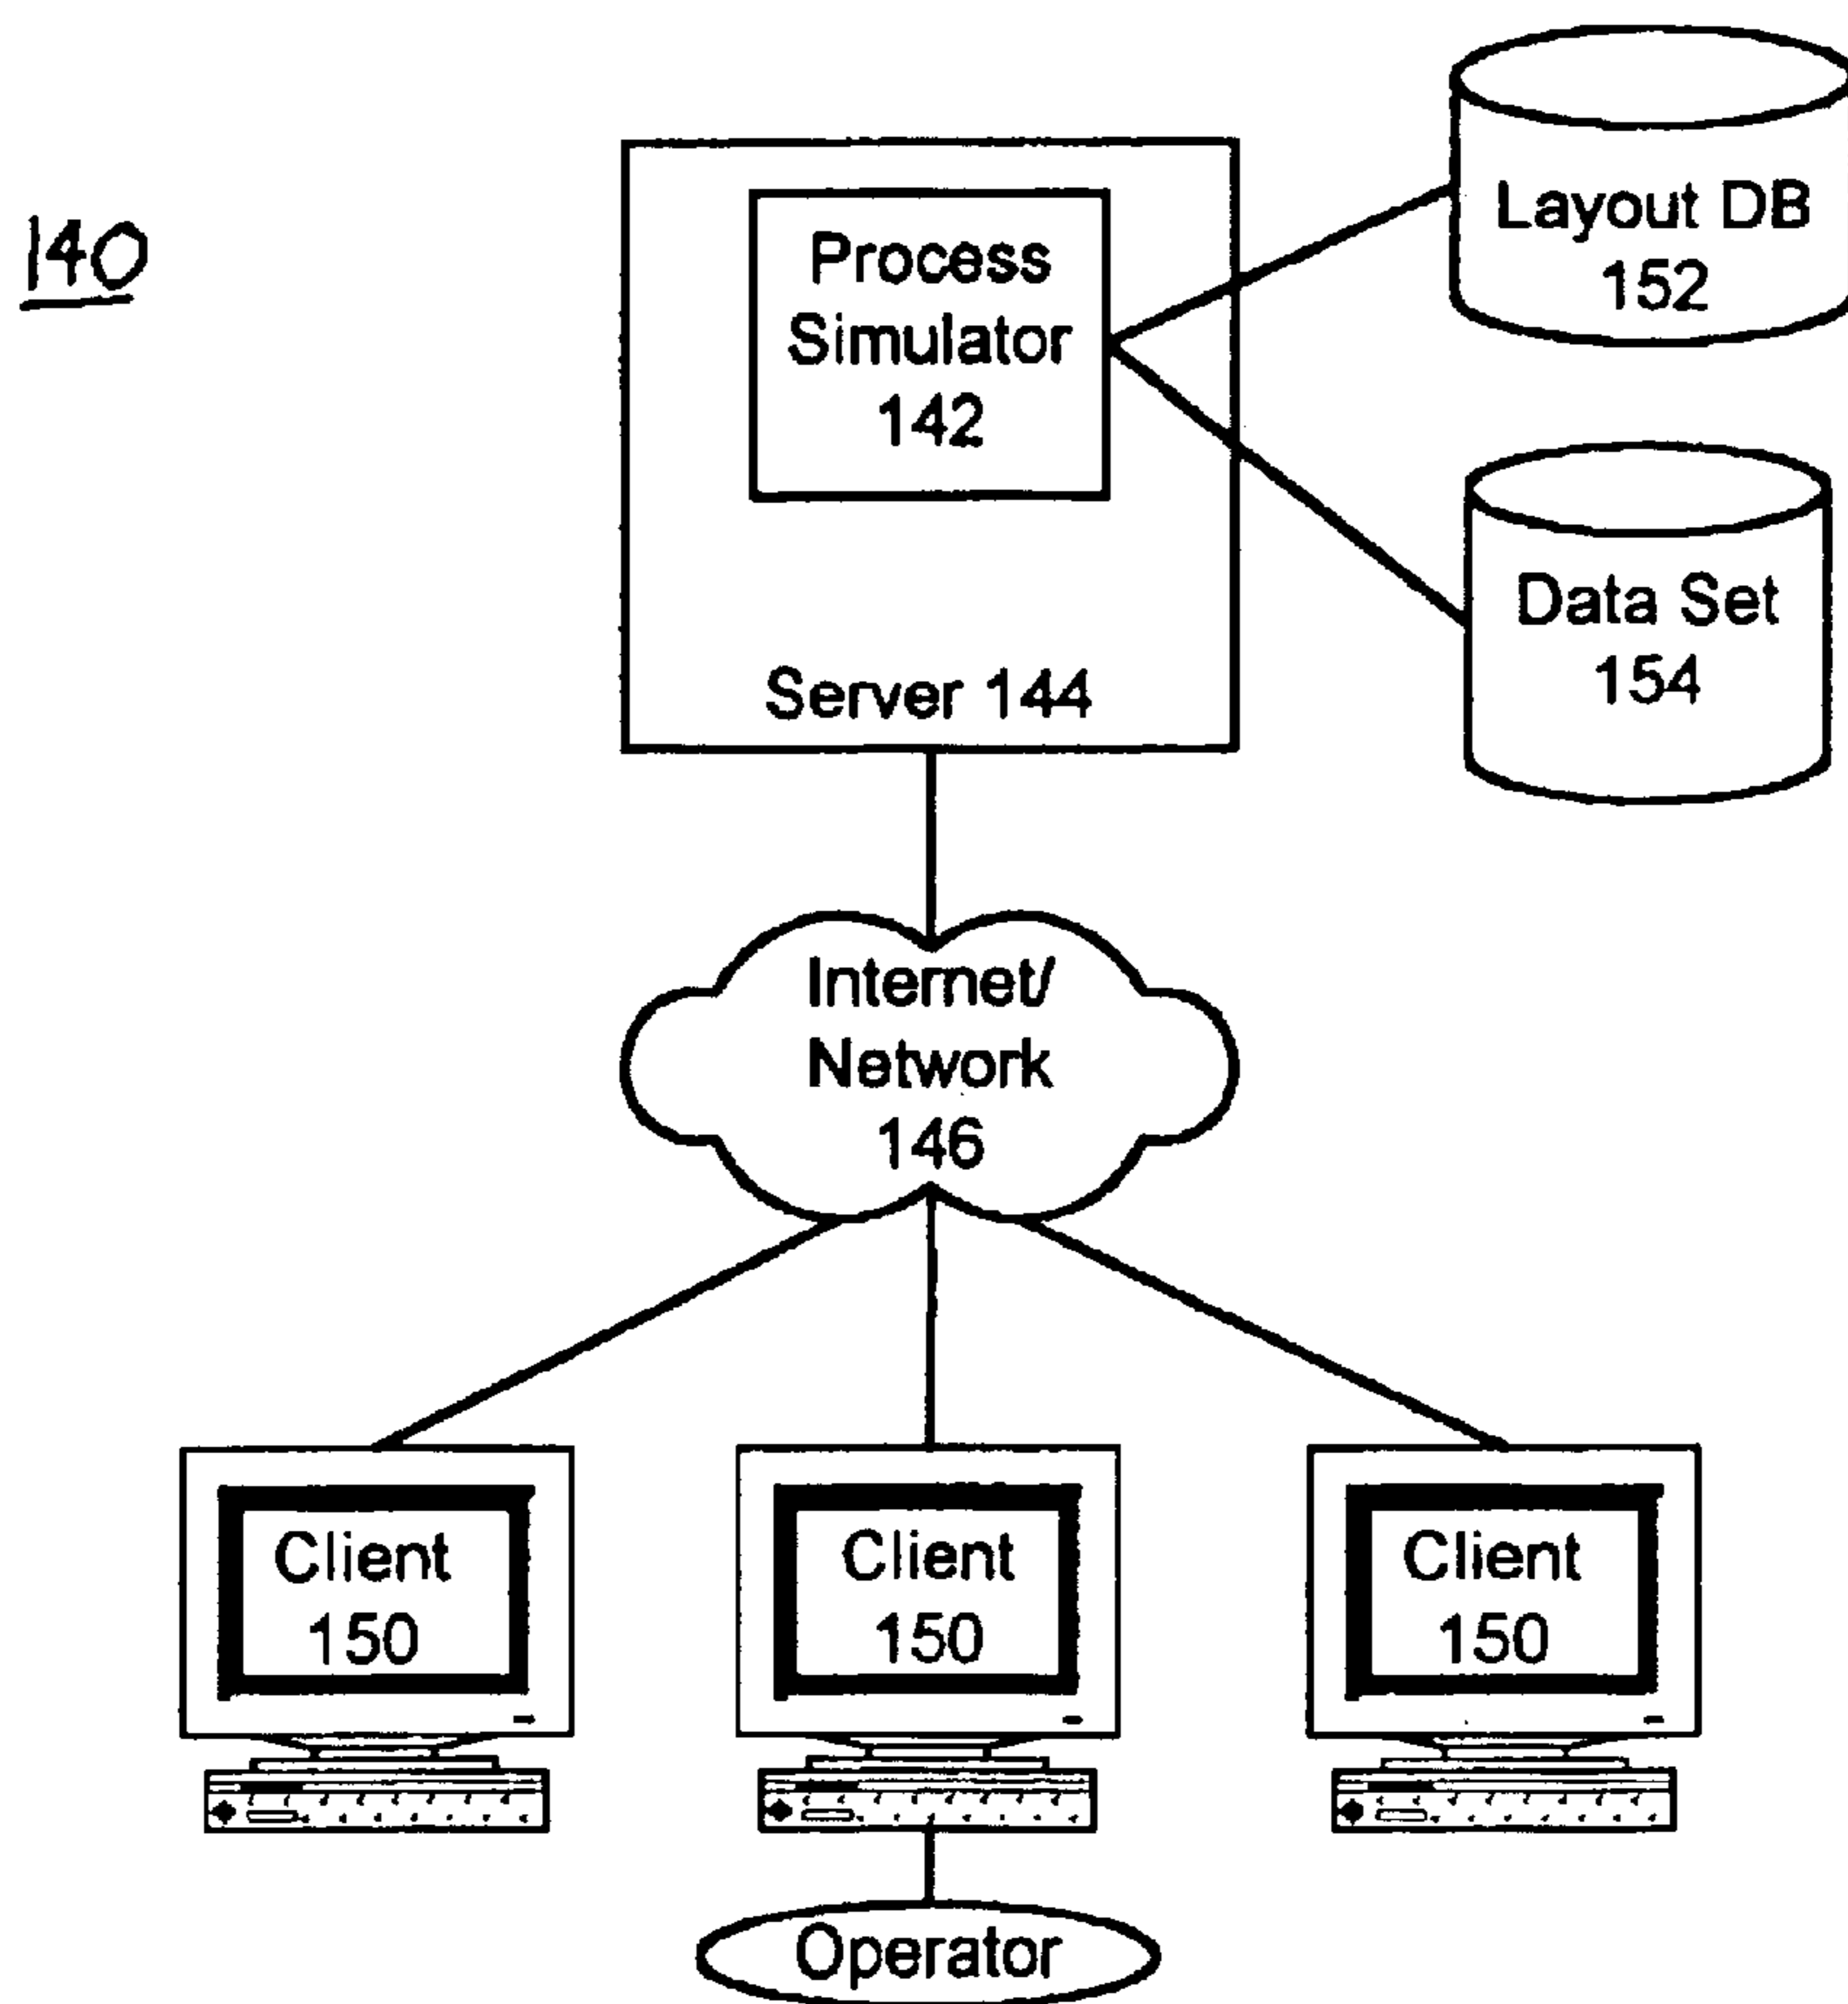 140
Process
Simulator
142
Server 144
Layout DB
152
Data Set
154
Internet/
Network
146
Client
150
Client
150
Client
150
Operator